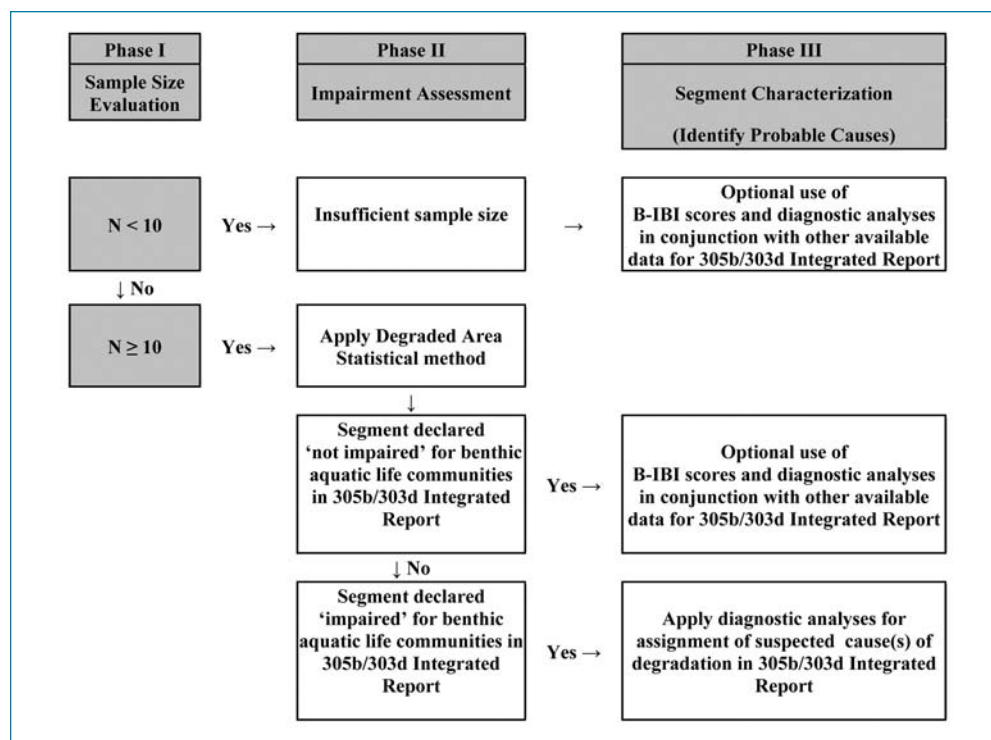 Phase I
Sample Size
Evaluation
Phase II
Impairment Assessment
Phase III
Segment Characterization
(Identify Probable Causes)
N < 10
Yes →
Insufficient sample size
→
Optional use of
B-IBI scores and diagnostic analyses
in conjunction with other available
data for 305b/303d Integrated Report
↓ No
N ≥ 10
Yes →
Apply Degraded Area
Statistical method
↓
Segment declared
‘not impaired’ for benthic
aquatic life communities
in 305b/303d Integrated
Report
Yes →
Optional use of
B-IBI scores and diagnostic analyses
in conjunction with other available
data for 305b/303d Integrated Report
↓ No
Segment declared
‘impaired’ for benthic
aquatic life communities in
305b/303d Integrated
Report
Yes →
Apply diagnostic analyses for
assignment of suspected cause(s) of
degradation in 305b/303d Integrated
Report